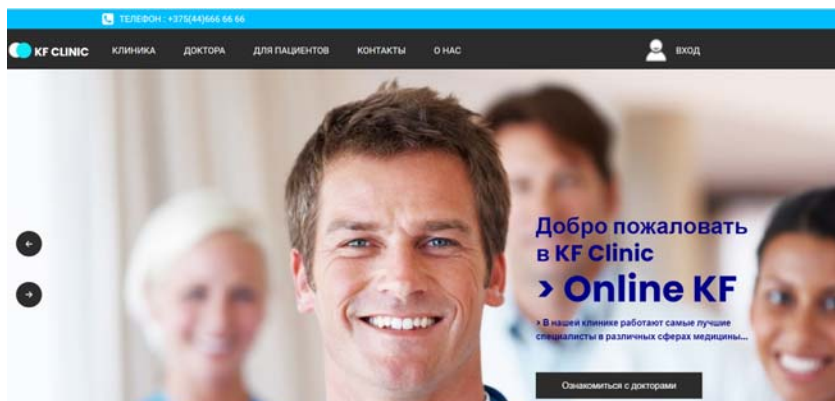 ТЕЛЕФОН : +375(44)666 66 66
KF CLINIC КЛИНИКА ДОКТОРА ДЛЯ ПАЦИЕНТОВ КОНТАКТЫ О НАС ВХОД
Добро пожаловать
в KF Clinic
> Online KF
> В нашей клинике работают самые лучшие
специалисты в различных сферах медицины...
Ознакомиться с докторами